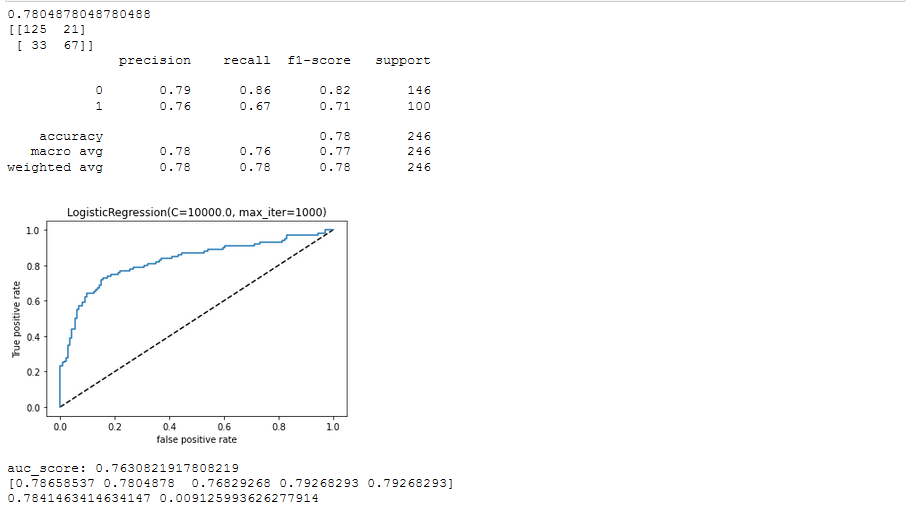 0.7804878048780488
[[125 21]
[ 33 67]]
precision recall f1-score support
0 0.79 0.86 0.82 146
1 0.76 0.67 0.71 100
accuracy 0.78 246
macro avg 0.78 0.76 0.77 246
weighted avg 0.78 0.78 0.78 246
LogisticRegression(C=10000.0, max_iter=1000)
1.0
0.8
0.6
0.4
0.2
0.0
True positive rate
0.0 0.2 0.4 0.6 0.8 1.0
false positive rate
auc_score: 0.7630821917808219
[0.78658537 0.7804878 0.76829268 0.79268293 0.79268293]
0.7841463414634147 0.009125993626277914